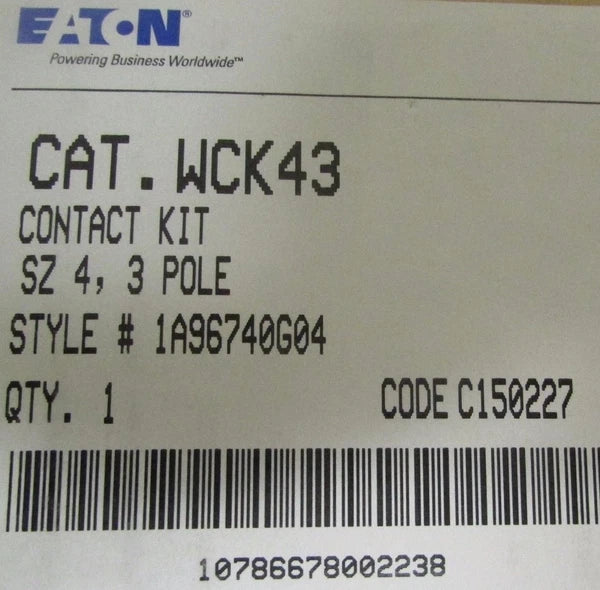 EATON®
Powering Business Worldwide™
CAT. WCK43
CONTACT KIT
SZ 4, 3 POLE
STYLE # 1A96740G04
QTY. 1 CODE C150227
10786678002238